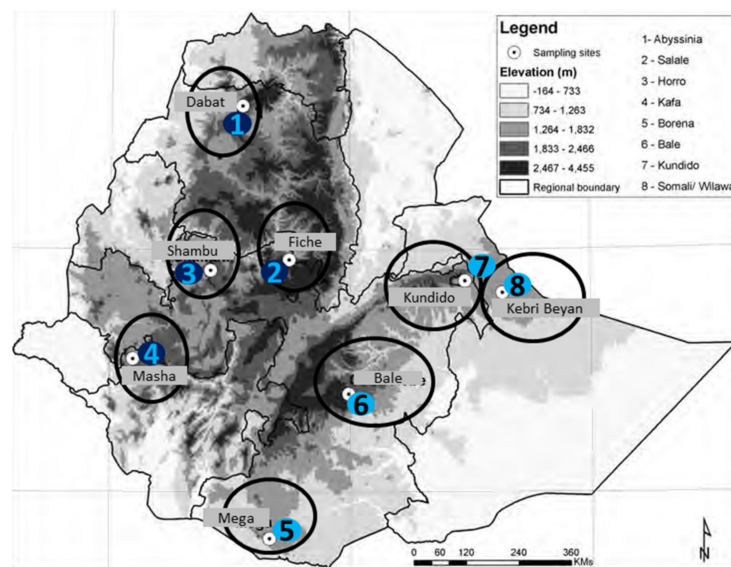 Legend
Sampling sites
Elevation (m)
-164 - 733
734 - 1,263
1,264 - 1,832
1,833 - 2,466
2,467 - 4,455
Regional boundary
1- Abyssinia
2 - Salale
3 - Horro
4 - Kafa
5 - Borena
6 - Bale
7 - Kundido
8 - Somali/ Wilawa
Dabat
1
Shambu
3
Fiche
2
Kundido
7
8
Kebri Beyan
4
Masha
Bale
6
Mega
5
0 60 120 240 360
KMs
N